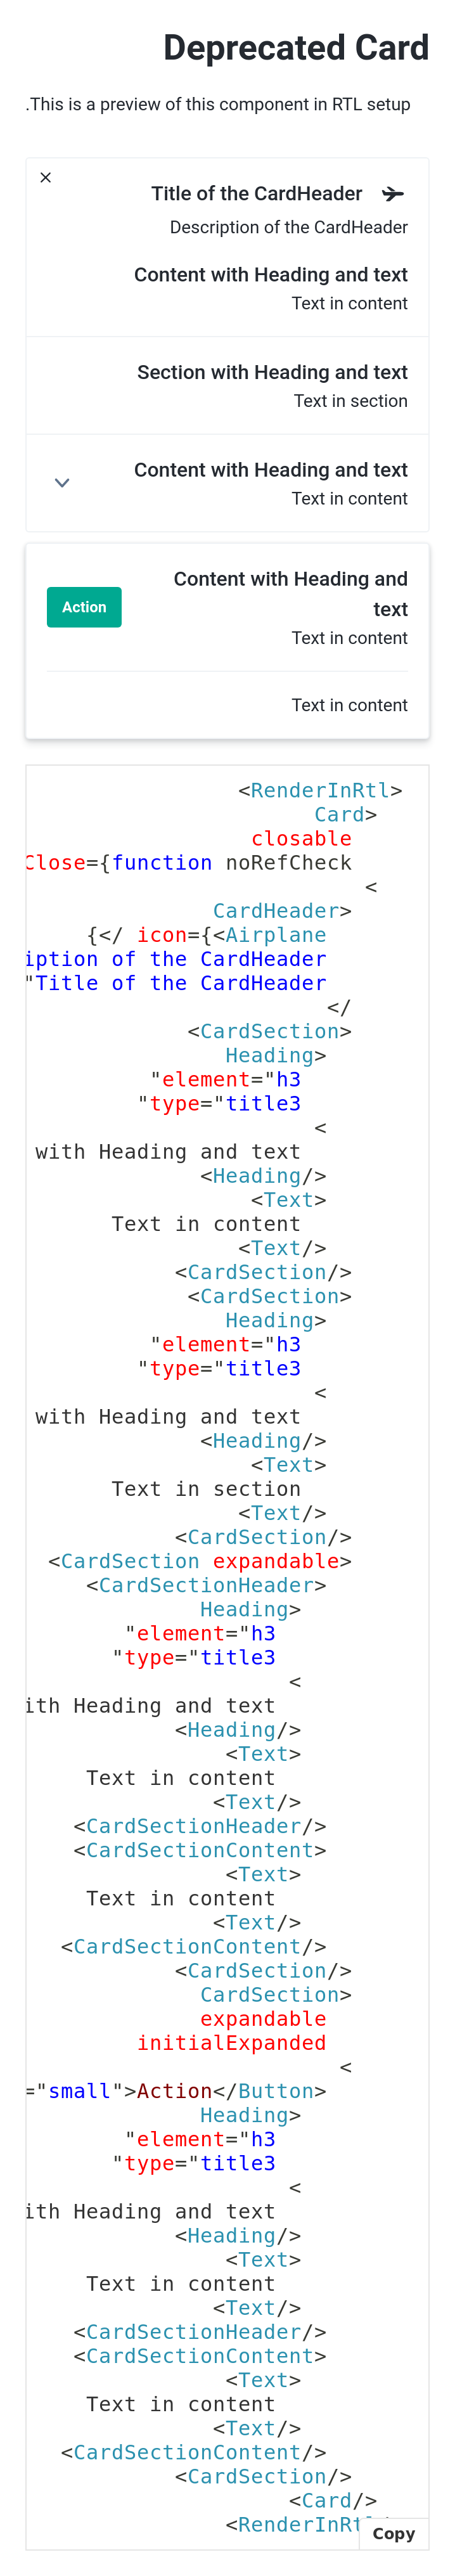 Deprecated Card
.This is a preview of this component in RTL setup
Title of the CardHeader
Description of the CardHeader
Content with Heading and text
Text in content
Section with Heading and text
Text in section
Content with Heading and text
Text in content
Content with Heading and
text
Action
Text in content
Text in content
<RenderInRtl>
Card>
closable
Close={function noRefCheck
<
CardHeader>
{</ icon={<Airplane
of the CardHeader
"Title of the CardHeader
</
<CardSection>
Heading>
"element="h3
"type="title3
<
with Heading and text
<Heading/>
<Text>
Text in content
<Text/>
<CardSection/>
<CardSection>
Heading>
"element="h3
"type="title3
<
with Heading and text
<Heading/>
<Text>
Text in section
<Text/>
<CardSection/>
<CardSection expandable>
<CardSectionHeader>
Heading>
"element="h3
"type="title3
<
Heading and text
<Heading/>
<Text>
Text in content
<Text/>
<CardSectionHeader/>
<CardSectionContent>
<Text>
Text in content
<Text/>
<CardSectionContent/>
<CardSection/>
CardSection>
expandable
initialExpanded
<
="small">Action</Button>
Heading>
"element="h3
"type="title3
<
Heading and text
<Heading/>
<Text>
Text in content
<Text/>
<CardSectionHeader/>
<CardSectionContent>
<Text>
Text in content
<Text/>
<CardSectionContent/>
<CardSection/>
<Card/>
<RenderInRtl/
Copy